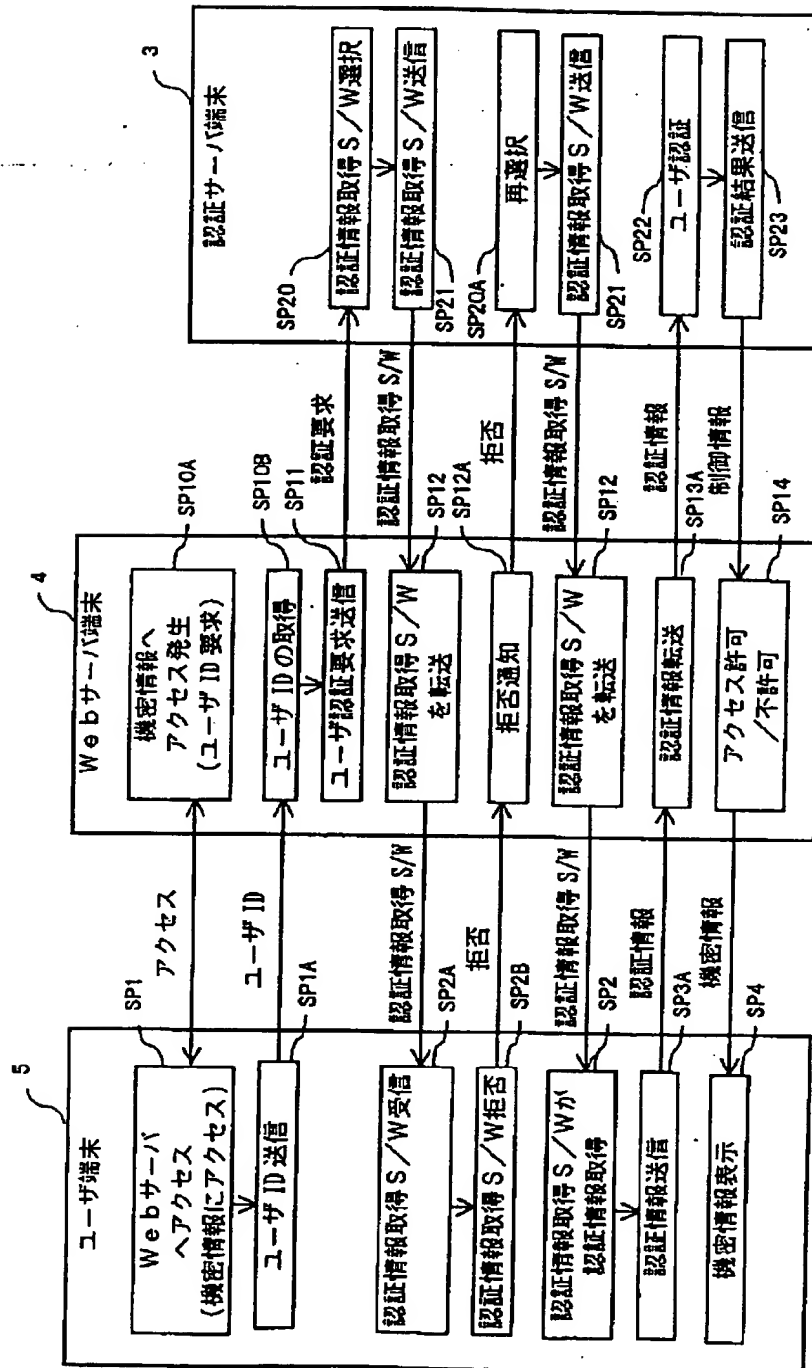 5
ユーザ端末
SP1
Webサーバ
へアクセス
(機密情報にアクセス)
SP1A
ユーザID送信
SP2A
認証情報取得S/W受信
SP2B
認証情報取得S/W拒否
SP2
認証情報取得S/Wが
認証情報取得
SP3A
認証情報送信
SP4
機密情報表示
アクセス
ユーザID
認証情報取得S/W
拒否
認証情報取得S/W
認証情報
機密情報
4
Webサーバ端末
SP10A
機密情報へ
アクセス発生
(ユーザID要求)
SP10B
ユーザIDの取得
SP11
ユーザ認証要求送信
SP12
認証情報取得S/W
を転送
SP12A
拒否通知
SP12
認証情報取得S/W
を転送
SP13A
認証情報転送
SP14
アクセス許可
/不許可
認証要求
認証情報取得S/W
拒否
認証情報取得S/W
認証情報
制御情報
3
認証サーバ端末
SP20
認証情報取得S/W選択
SP21
認証情報取得S/W送信
SP20A
再選択
SP21
認証情報取得S/W送信
SP22
ユーザ認証
SP23
認証結果送信